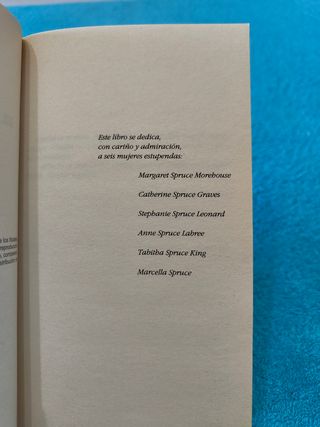 Este libro se dedica,
con cariño y admiración,
a seis mujeres estupendas:
Margaret Spruce Morehouse
Catherine Spruce Graves
Stephanie Spruce Leonard
Anne Spruce Labree
Tabitha Spruce King
Marcella Spruce